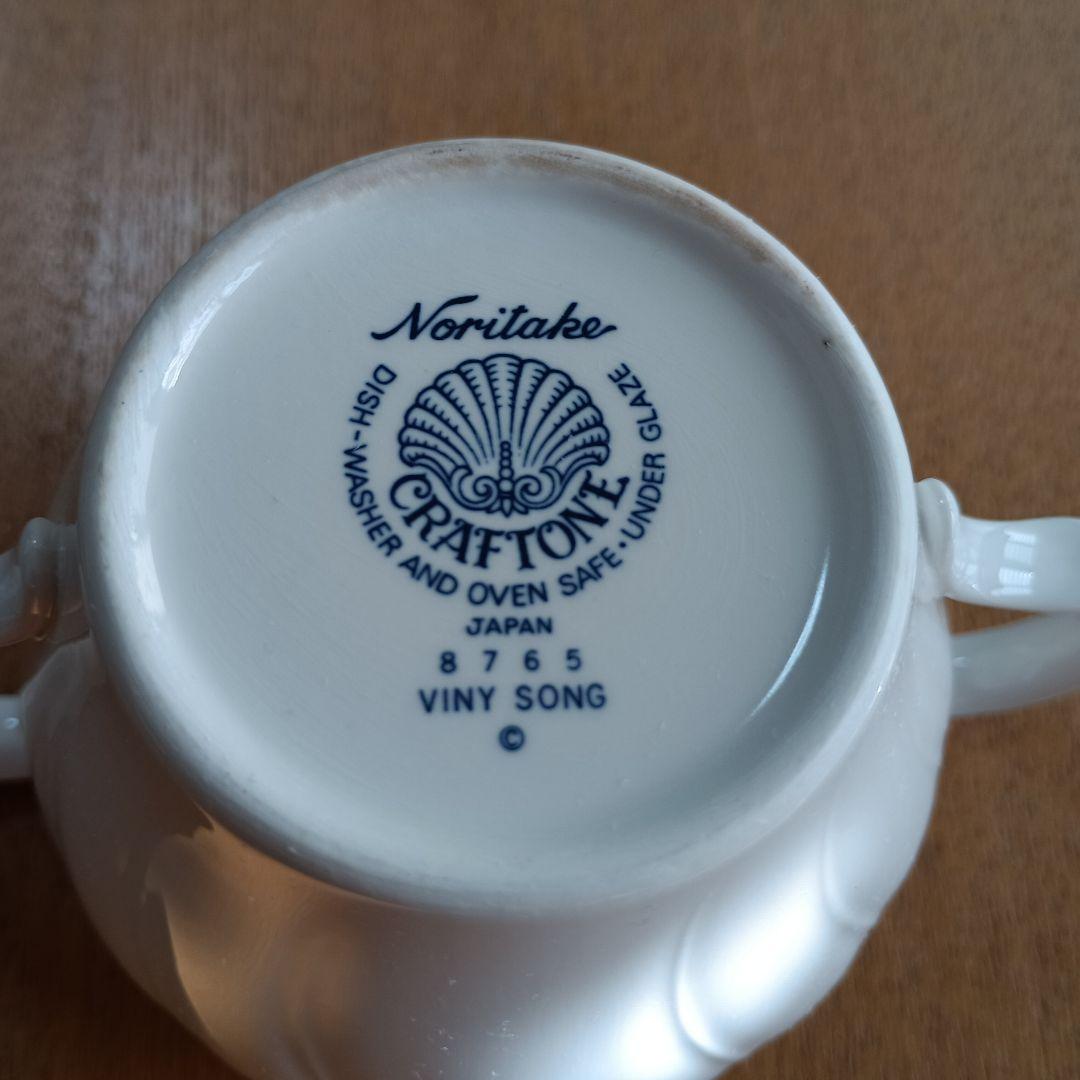 Noritake
CRAFTONE
DISH-WASHER AND OVEN SAFE·UNDER GLAZE
JAPAN
8765
VINY SONG
©